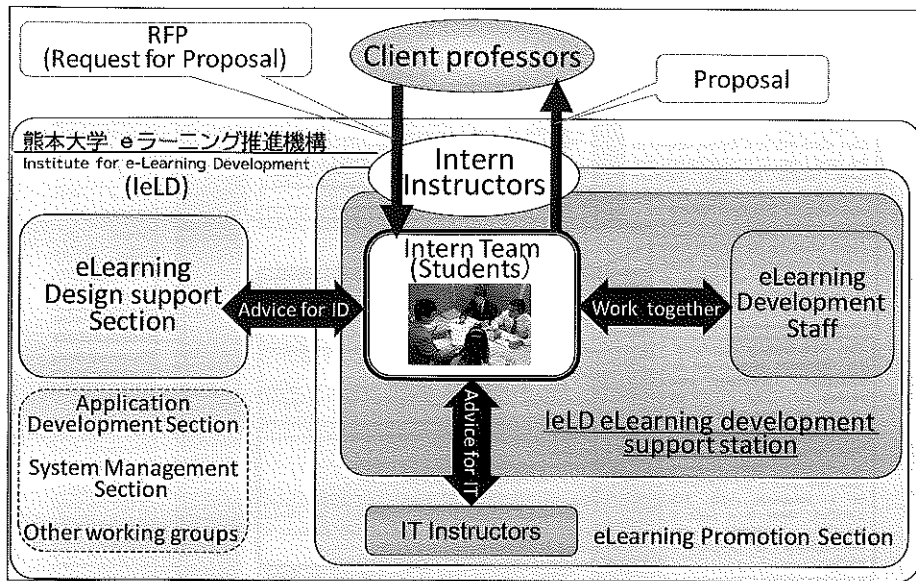 RFP
(Request for Proposal)
Client professors
Proposal
熊本大学 eラーニング推進機構
Institute for e-Learning Development
(IeLD)
Intern
Instructors
Intern Team
(Students)
eLearning
Design support
Section
Advice for ID
Work together
eLearning
Development
Staff
Application
Development Section
System Management
Section
Other working groups
Advice for IT
IeLD eLearning development
support station
IT Instructors
eLearning Promotion Section